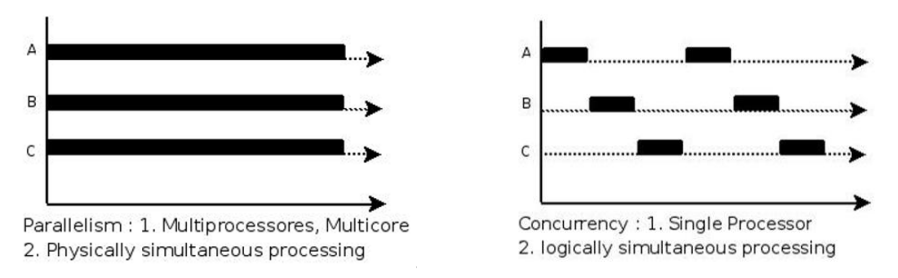 A
B
C
Parallelism : 1. Multiprocessores, Multicore
2. Physically simultaneous processing
A
B
C
Concurrency : 1. Single Processor
2. logically simultaneous processing